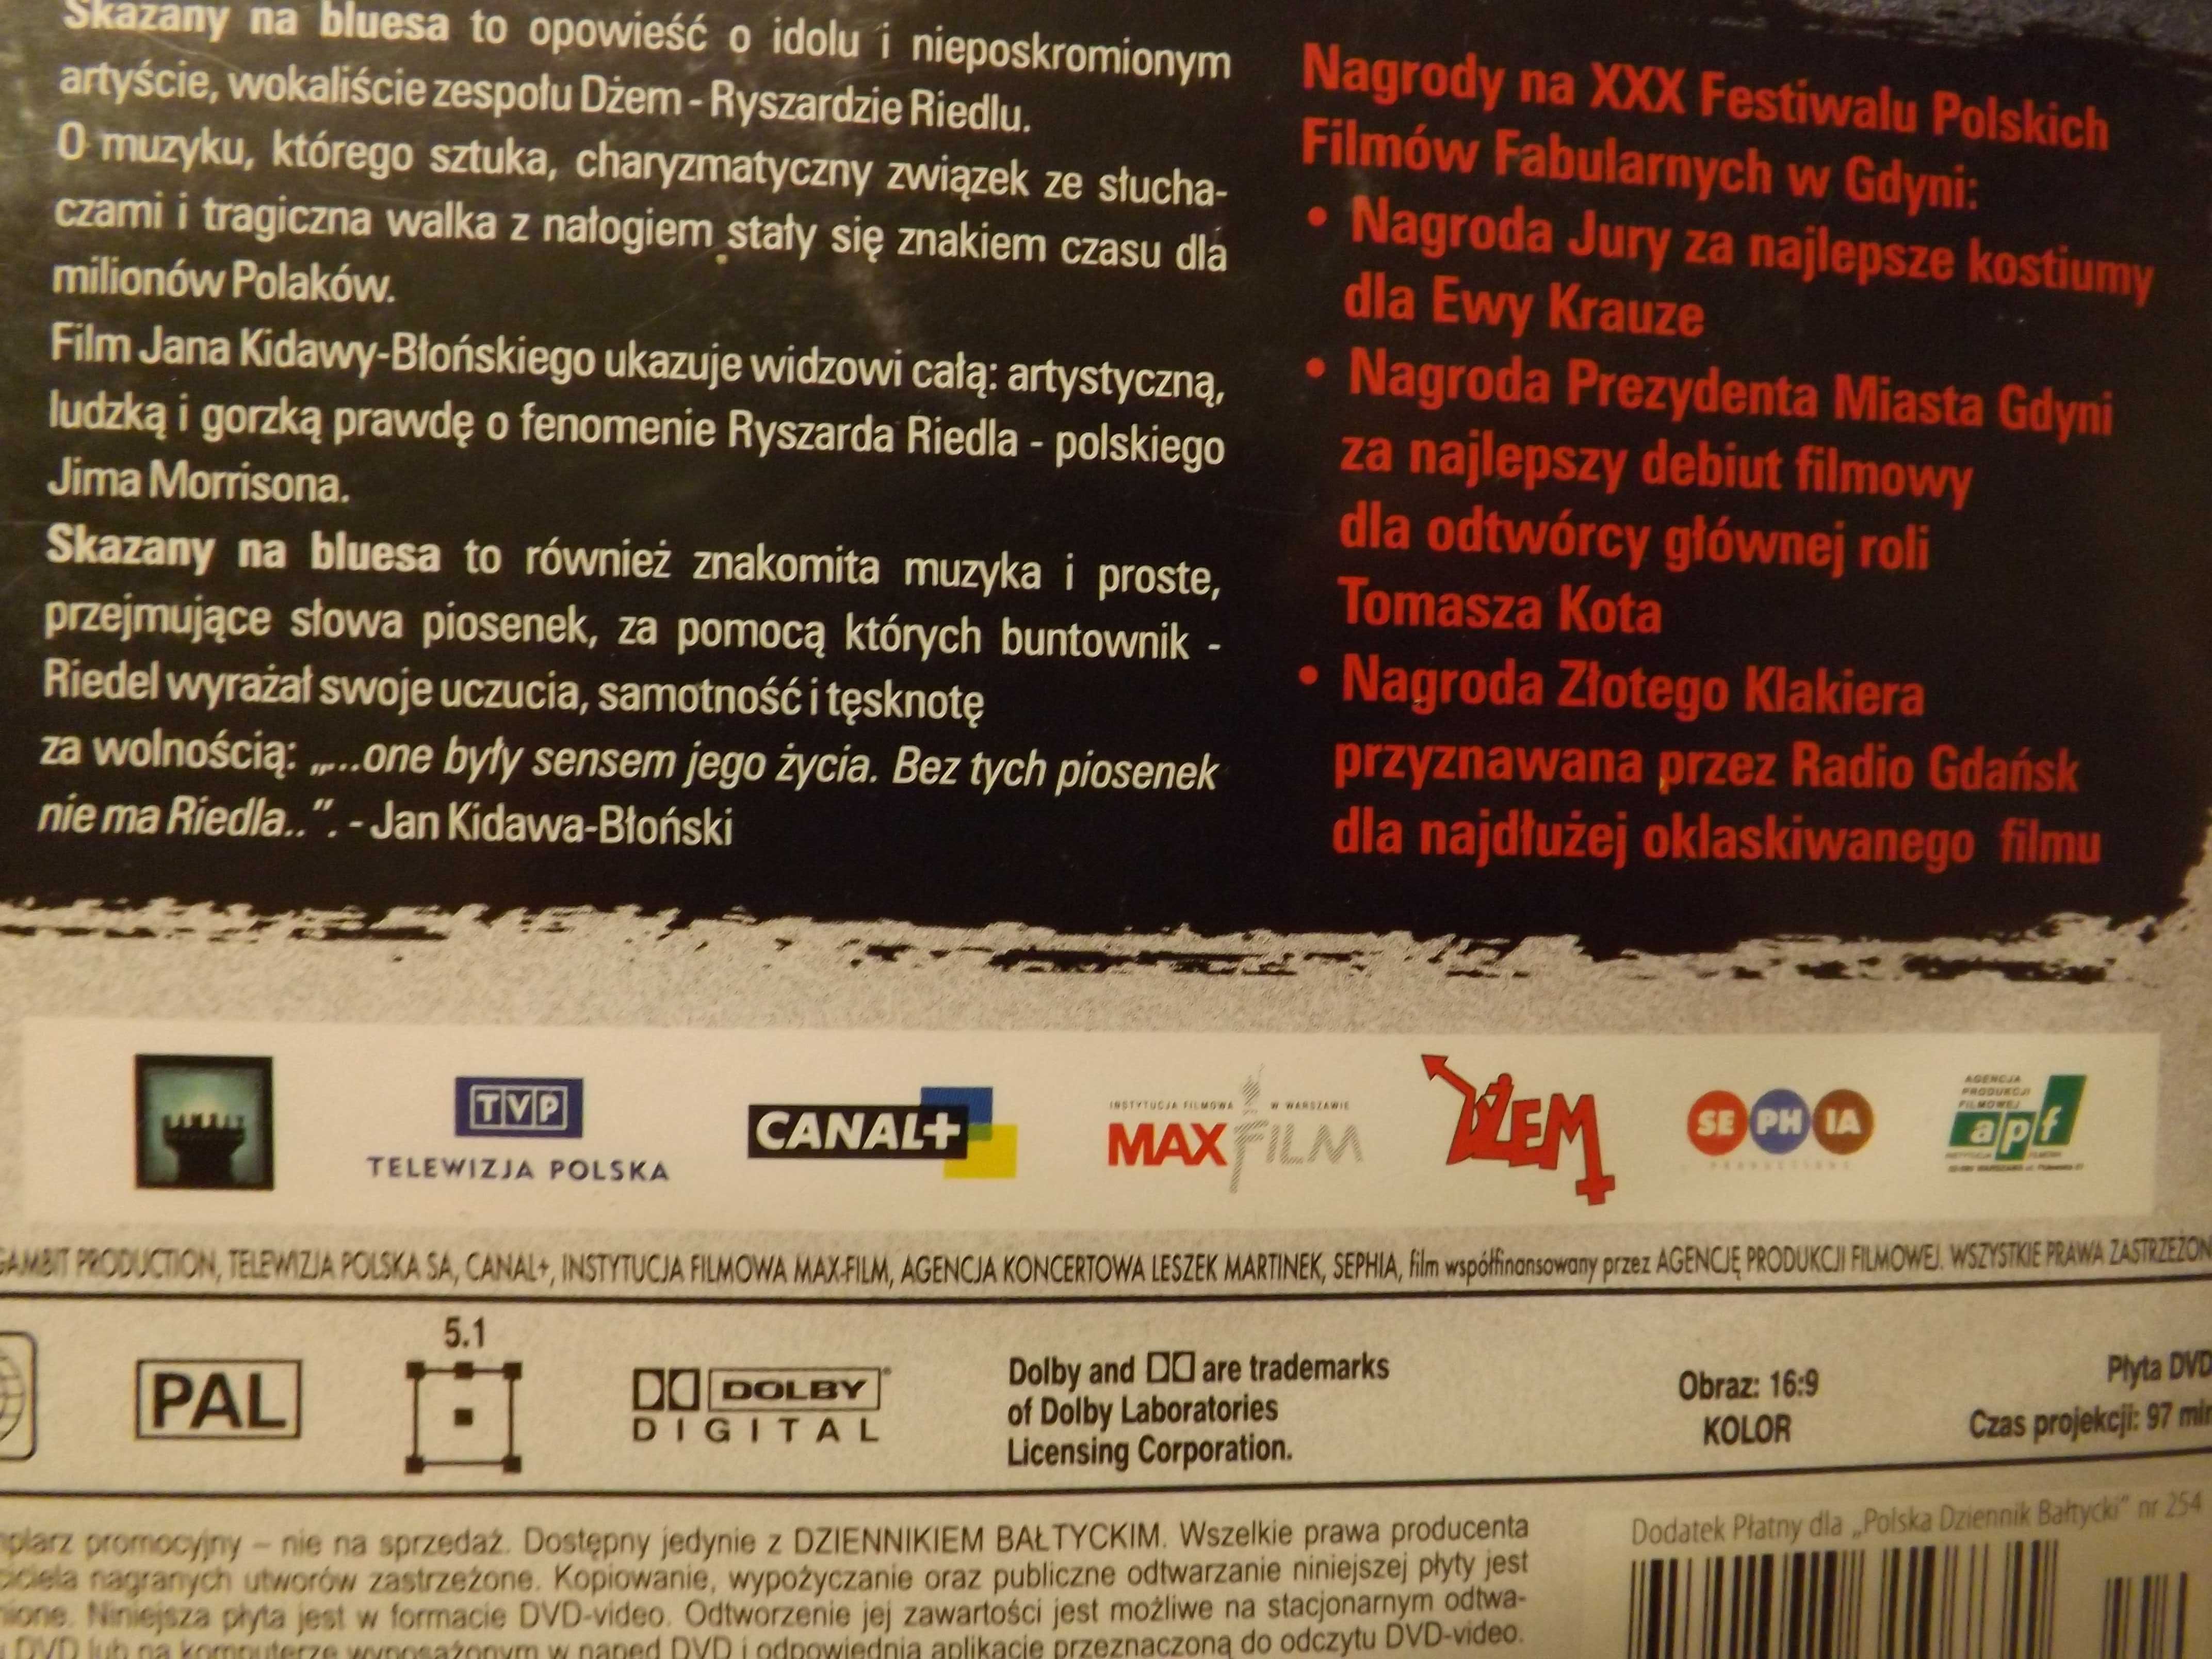 Skazany na bluesa to opowieść o idolu i nieposkromionym
artyście, wokaliście zespołu Dżem - Ryszardzie Riedlu.
O muzyku, którego sztuka, charyzmatyczny związek ze słucha-
czami i tragiczna walka z nałogiem stały się znakiem czasu dla
milionów Polaków.
Film Jana Kidawy-Błońskiego ukazuje widzowi całą: artystyczną,
ludzką i gorzką prawdę o fenomenie Ryszarda Riedla - polskiego
Jima Morrisona.
Skazany na bluesa to również znakomita muzyka i proste,
przejmujące słowa piosenek, za pomocą których buntownik -
Riedel wyrażał swoje uczucia, samotność i tęsknotę
za wolnością: „...one były sensem jego życia. Bez tych piosenek
nie ma Riedla..”. - Jan Kidawa-Błoński
Nagrody na XXX Festiwalu Polskich
Filmów Fabularnych w Gdyni:
• Nagroda Jury za najlepsze kostiumy
dla Ewy Krauze
• Nagroda Prezydenta Miasta Gdyni
za najlepszy debiut filmowy
dla odtwórcy głównej roli
Tomasza Kota
• Nagroda Złotego Klakiera
przyznawana przez Radio Gdańsk
dla najdłużej oklaskiwanego filmu
TVP
TELEWIZJA POLSKA
CANAL+
INSTYTUCJA FILMOWA W WARSZAWIE
MAX FILM
DŻEM
SE PH IA
PRODUCTIONS
AGENCJA
PRODUKCJI
FILMOWEJ
apf
GAMBIT PRODUCTION, TELEWIZJA POLSKA SA, CANAL+, INSTYTUCJA FILMOWA MAX-FILM, AGENCJA KONCERTOWA LESZEK MARTINEK, SEPHIA, film współfinansowany przez AGENCJĘ PRODUKCJI FILMOWEJ. WSZYSTKIE PRAWA ZASTRZEŻON
PAL
5.1
DOLBY
DIGITAL
Dolby and are trademarks
of Dolby Laboratories
Licensing Corporation.
Obraz: 16:9
KOLOR
Płyta DVD
Czas projekcji: 97 min
plarz promocyjny – nie na sprzedaż. Dostępny jedynie z DZIENNIKIEM BAŁTYCKIM. Wszelkie prawa producenta
ciela nagranych utworów zastrzeżone. Kopiowanie, wypożyczanie oraz publiczne odtwarzanie niniejszej płyty jest
nione. Niniejsza płyta jest w formacie DVD-video. Odtworzenie jej zawartości jest możliwe na stacjonarnym odtwa-
DVD lub na komputerze wyposażonym w napęd DVD i odpowiednią aplikację przeznaczoną do odczytu DVD-video.
Dodatek Płatny dla „Polska Dziennik Bałtycki” nr 254